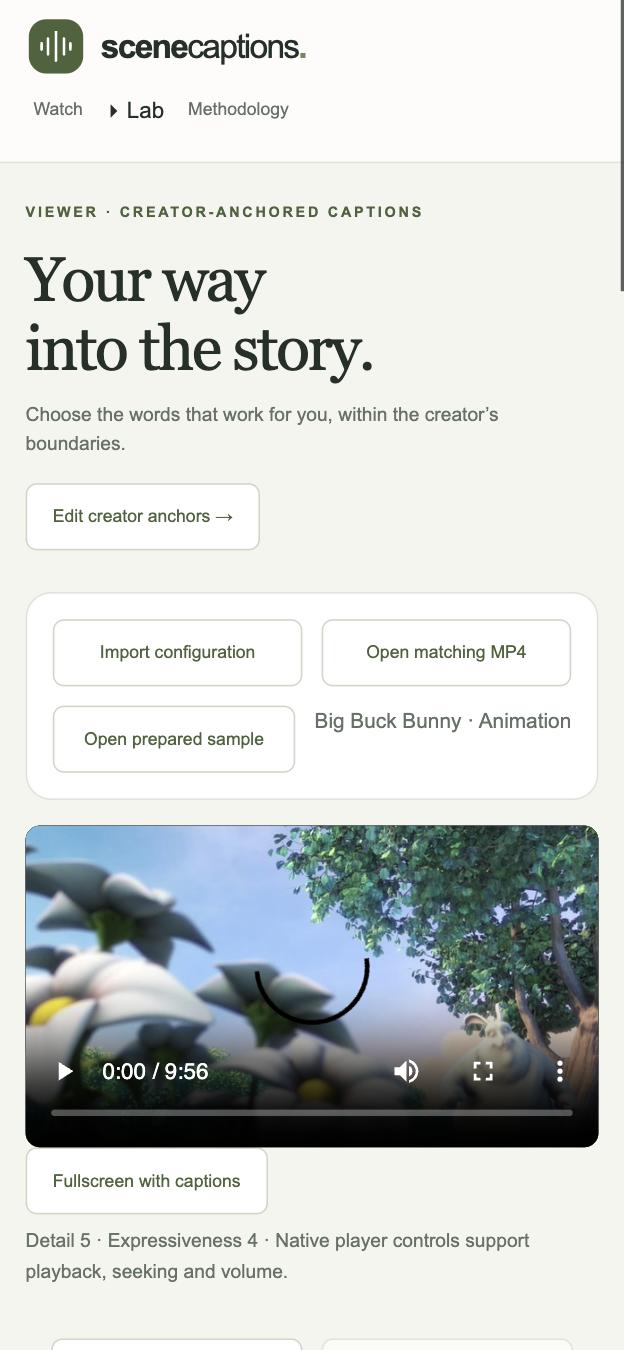 scenecaptions.
Watch
Lab
Methodology
VIEWER · CREATOR-ANCHORED CAPTIONS
Your way
into the story.
Choose the words that work for you, within the creator’s
boundaries.
Edit creator anchors →
Import configuration
Open matching MP4
Open prepared sample
Big Buck Bunny · Animation
0:00 / 9:56
Fullscreen with captions
Detail 5 · Expressiveness 4 · Native player controls support
playback, seeking and volume.